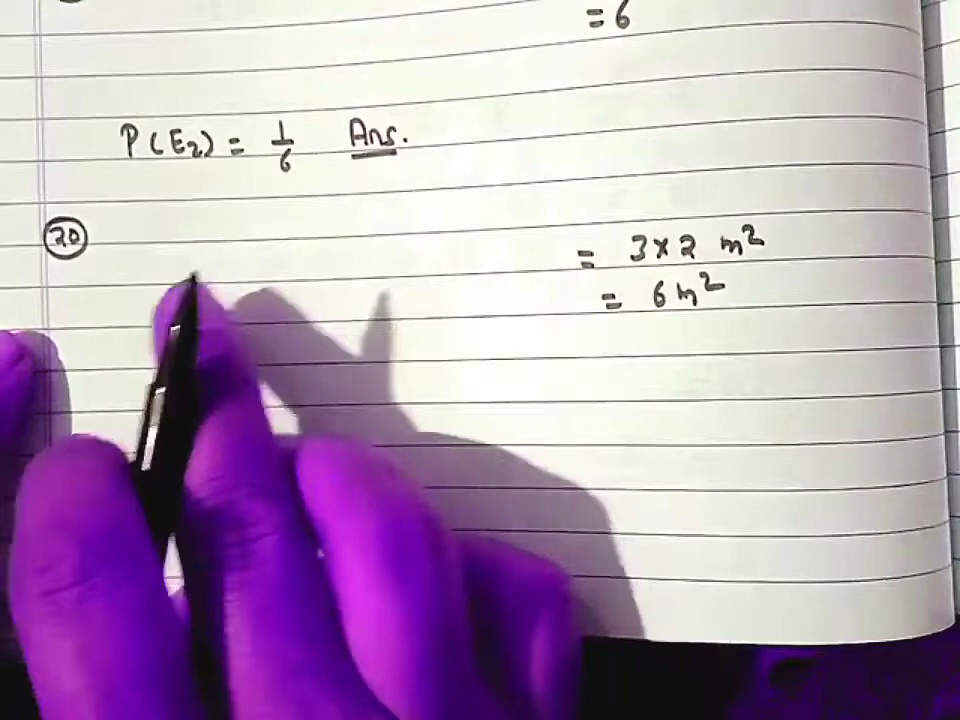 = 6
P(E2) = 1/6 Ans.
20
= 3 × 2 m²
= 6 m²